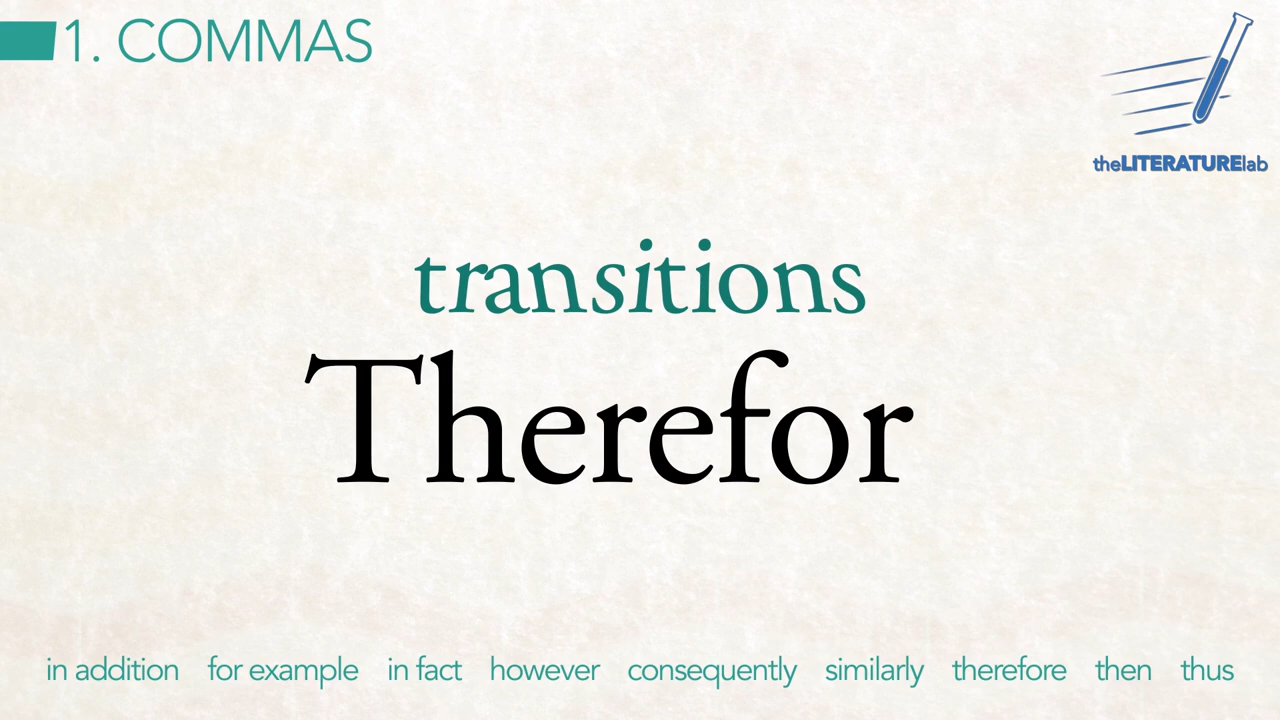 1. COMMAS
theLITERATURElab
transitions
Therefor
in addition for example in fact however consequently similarly therefore then thus